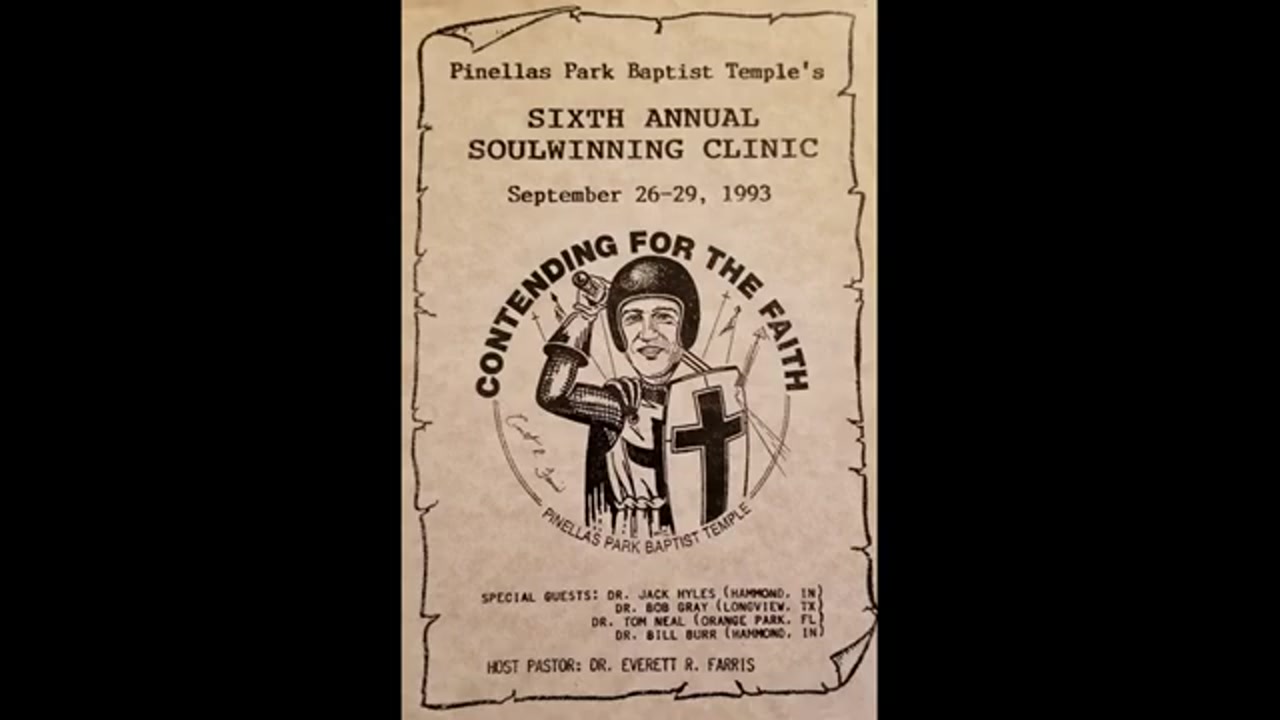 Pinellas Park Baptist Temple's
SIXTH ANNUAL
SOULWINNING CLINIC
September 26-29, 1993
CONTENDING FOR THE FAITH
PINELLAS PARK BAPTIST TEMPLE
SPECIAL GUESTS: DR. JACK HYLES (HAMMOND, IN)
DR. BOB GRAY (LONGVIEW, TX)
DR. TOM NEAL (ORANGE PARK, FL)
DR. BILL BURR (HAMMOND, IN)
HOST PASTOR: DR. EVERETT R. FARRIS